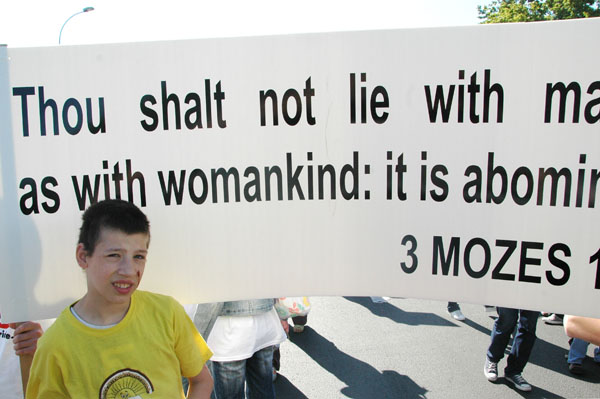 Thou shalt not lie with ma
as with womankind: it is abomin
3 MOZES 1